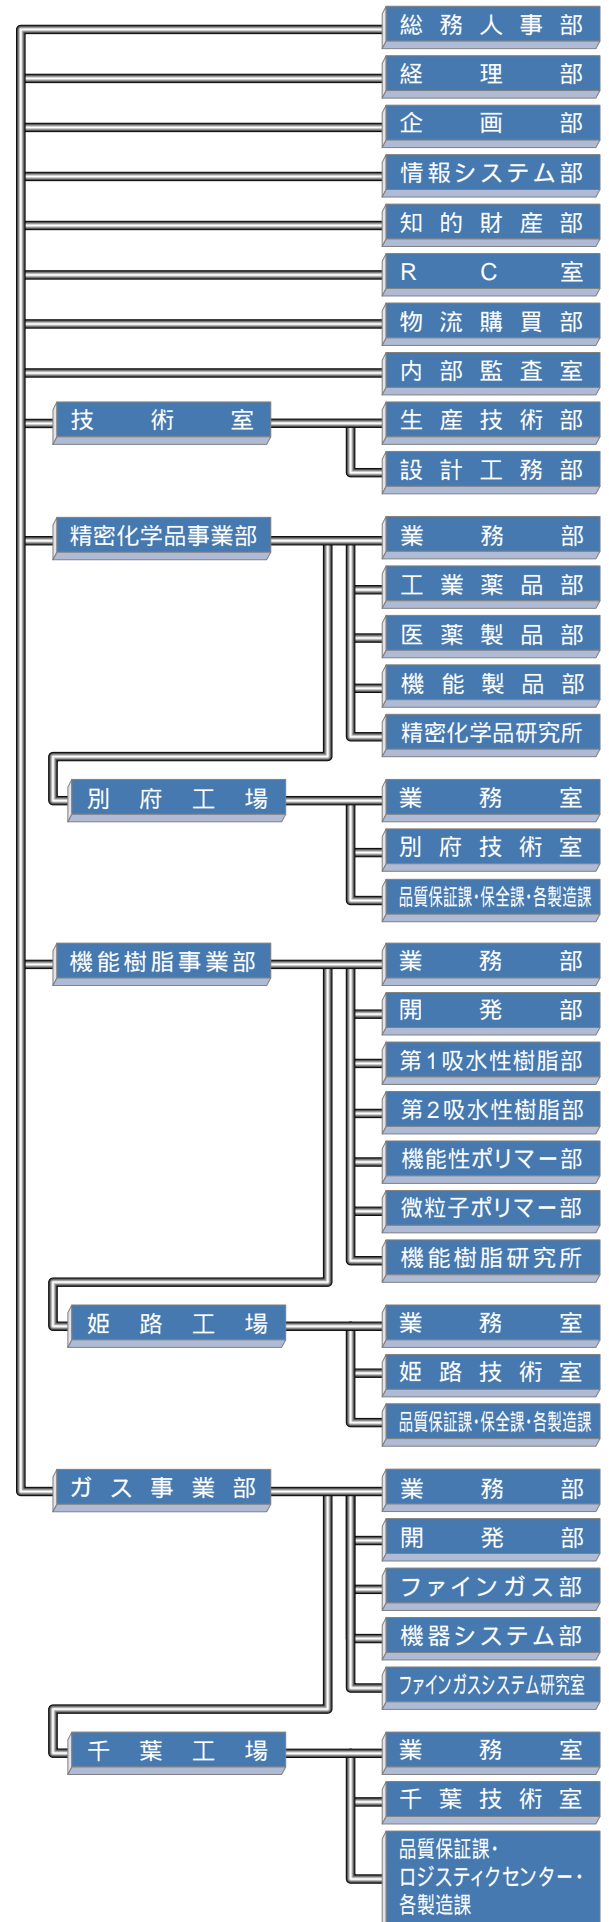 総務人事部
経理部
企画部
情報システム部
知的財産部
RC室
物流購買部
内部監査室
技術室
生産技術部
設計工務部
精密化学品事業部
業務部
工業薬品部
医薬製品部
機能製品部
精密化学品研究所
別府工場
業務室
別府技術室
品質保証課・保全課・各製造課
機能樹脂事業部
業務部
開発部
第1吸水性樹脂部
第2吸水性樹脂部
機能性ポリマー部
微粒子ポリマー部
機能樹脂研究所
姫路工場
業務室
姫路技術室
品質保証課・保全課・各製造課
ガス事業部
業務部
開発部
ファインガス部
機器システム部
ファインガスシステム研究室
千葉工場
業務室
千葉技術室
品質保証課・
ロジスティクセンター・
各製造課